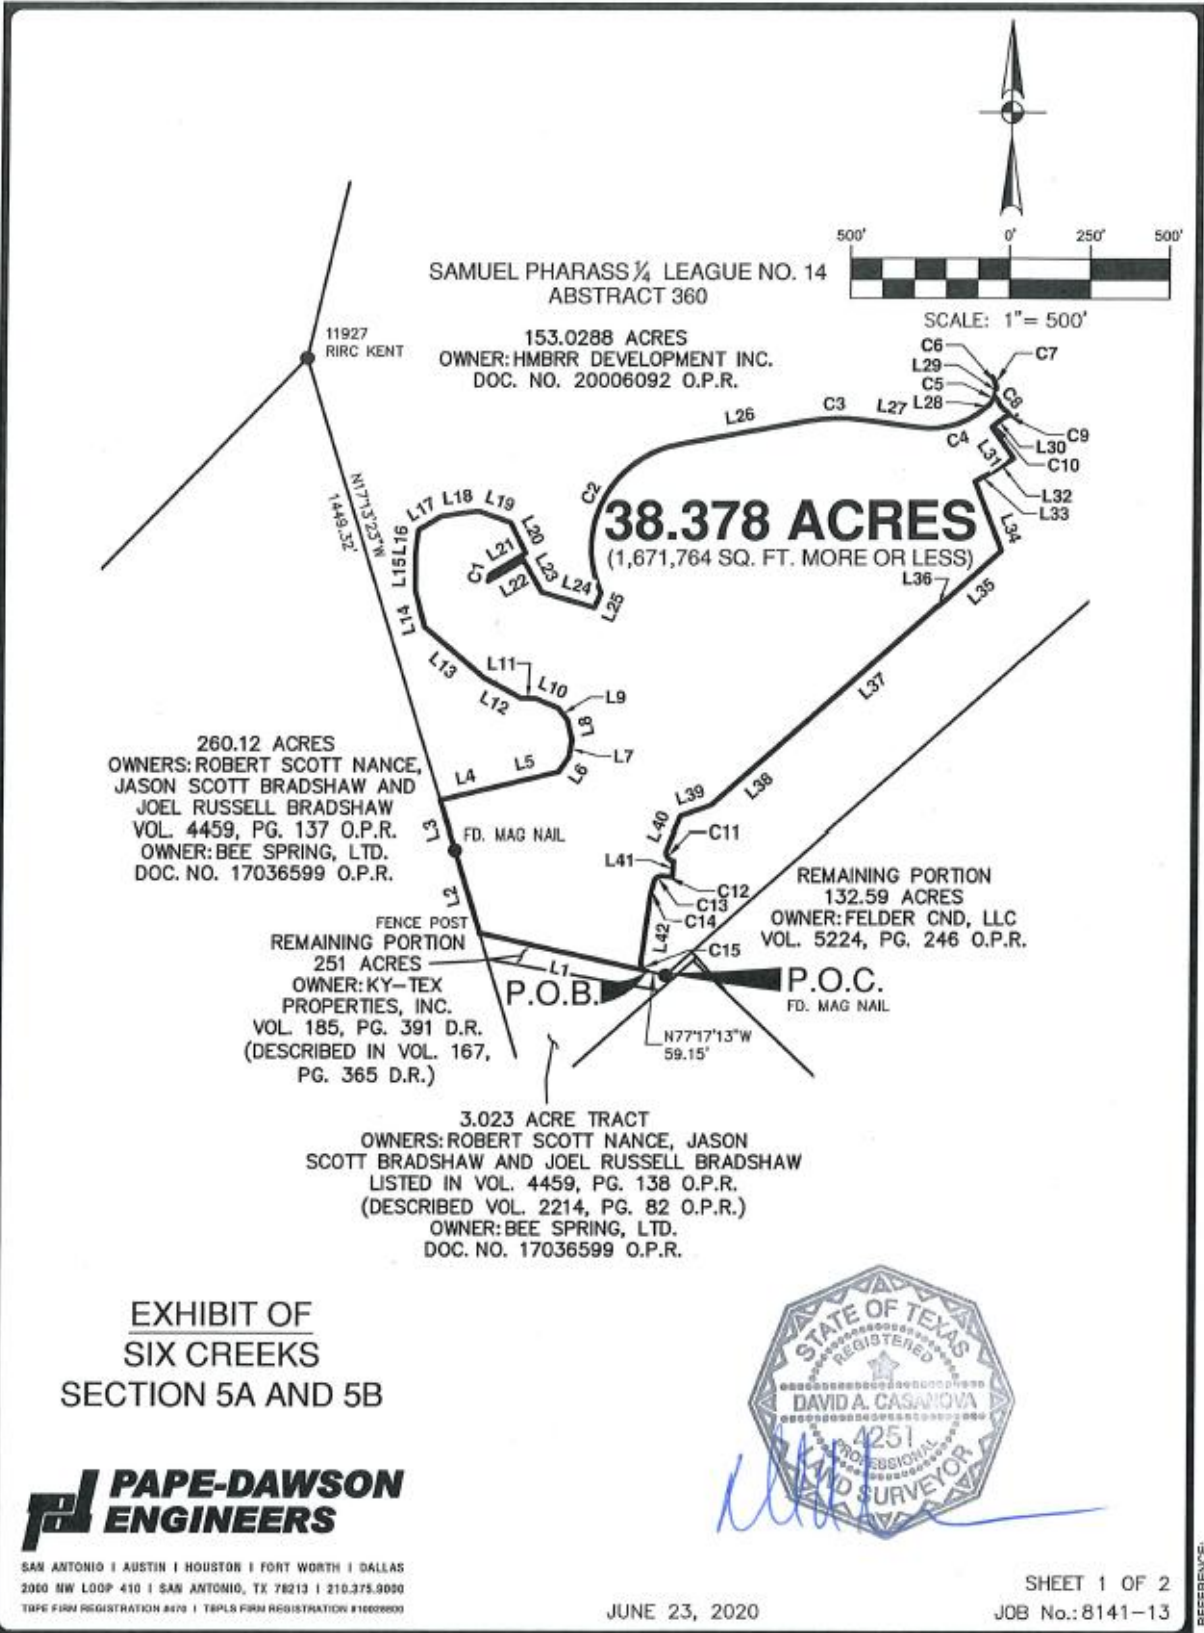 500'
0'
250'
500'
SCALE: 1"= 500'
SAMUEL PHARASS ¼ LEAGUE NO. 14
ABSTRACT 360
153.0288 ACRES
OWNER: HMBRR DEVELOPMENT INC.
DOC. NO. 20006092 O.P.R.
11927
RIRC KENT
N17°13'23"W
1449.32'
C6
C7
L29
C5
L28
C8
C9
L30
C10
L31
L32
L33
L34
C4
L27
C3
L26
C2
38.378 ACRES
(1,671,764 SQ. FT. MORE OR LESS)
L36
L35
L37
L38
L17
L18
L19
L20
L16
L15
L14
L21
C1
L22
L23
L24
L25
L13
L11
L10
L12
L9
L8
L7
L6
L5
L4
L3
L2
L39
L40
C11
L41
C12
C13
C14
L42
C15
L1
260.12 ACRES
OWNERS: ROBERT SCOTT NANCE,
JASON SCOTT BRADSHAW AND
JOEL RUSSELL BRADSHAW
VOL. 4459, PG. 137 O.P.R.
OWNER: BEE SPRING, LTD.
DOC. NO. 17036599 O.P.R.
FD. MAG NAIL
FENCE POST
REMAINING PORTION
251 ACRES
OWNER: KY-TEX
PROPERTIES, INC.
VOL. 185, PG. 391 D.R.
(DESCRIBED IN VOL. 167,
PG. 365 D.R.)
REMAINING PORTION
132.59 ACRES
OWNER: FELDER CND, LLC
VOL. 5224, PG. 246 O.P.R.
P.O.B.
P.O.C.
FD. MAG NAIL
N77°17'13"W
59.15'
3.023 ACRE TRACT
OWNERS: ROBERT SCOTT NANCE, JASON
SCOTT BRADSHAW AND JOEL RUSSELL BRADSHAW
LISTED IN VOL. 4459, PG. 138 O.P.R.
(DESCRIBED VOL. 2214, PG. 82 O.P.R.)
OWNER: BEE SPRING, LTD.
DOC. NO. 17036599 O.P.R.
EXHIBIT OF
SIX CREEKS
SECTION 5A AND 5B
STATE OF TEXAS
REGISTERED
DAVID A. CASANOVA
4251
PROFESSIONAL
LAND SURVEYOR
PAPE-DAWSON
ENGINEERS
SAN ANTONIO I AUSTIN I HOUSTON I FORT WORTH I DALLAS
2000 NW LOOP 410 I SAN ANTONIO, TX 78213 I 210.375.9000
TBPE FIRM REGISTRATION #470 I TBPLS FIRM REGISTRATION #10028800
JUNE 23, 2020
SHEET 1 OF 2
JOB No.: 8141-13
REFERENCE: